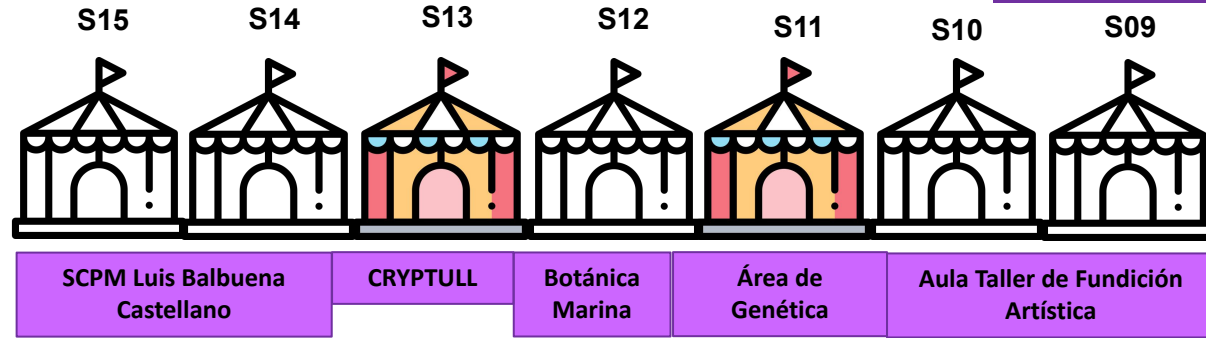 S15
S14
S13
S12
S11
S10
S09
SCPM Luis Balbuena
Castellano
CRYPTULL
Botánica
Marina
Área de
Genética
Aula Taller de Fundición
Artística